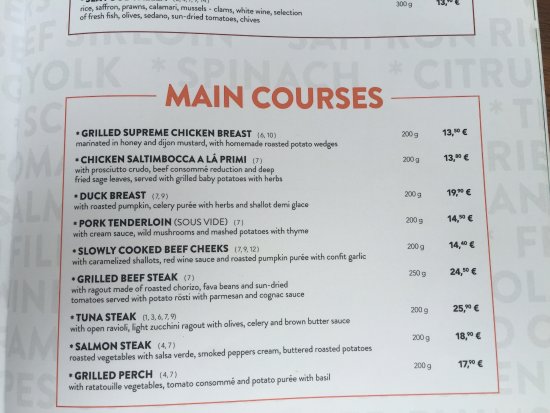 rice, saffron, prawns, calamari, mussels - clams, white wine, selection
of fresh fish, olives, sedano, sun-dried tomatoes, chives
300 g
YOLK * SPINACH * CITRU
MAIN COURSES
• GRILLED SUPREME CHICKEN BREAST (6, 10) 200 g 13,50 €
marinated in honey and dijon mustard, with homemade roasted potato wedges
• CHICKEN SALTIMBOCCA A LÁ PRIMI (7) 200 g 13,80 €
with prosciutto crudo, beef consommé reduction and deep
fried sage leaves, served with grilled baby potatoes with herbs
• DUCK BREAST (7, 9) 200 g 19,90 €
with roasted pumpkin, celery purée with herbs and shallot demi glace
• PORK TENDERLOIN (SOUS VIDE) (7) 200 g 14,50 €
with cream sauce, wild mushrooms and mashed potatoes with thyme
• SLOWLY COOKED BEEF CHEEKS (7, 9, 12) 200 g 14,40 €
with caramelized shallots, red wine sauce and roasted pumpkin purée with confit garlic
• GRILLED BEEF STEAK (7) 250 g 24,50 €
with ragout made of roasted chorizo, fava beans and sun-dried
tomatoes served with potato rösti with parmesan and cognac sauce
• TUNA STEAK (1, 3, 6, 7, 9) 200 g 25,90 €
with open ravioli, light zucchini ragout with olives, celery and brown butter sauce
• SALMON STEAK (4, 7) 200 g 18,90 €
roasted vegetables with salsa verde, smoked peppers cream, buttered roasted potatoes
• GRILLED PERCH (4, 7) 200 g 17,90 €
with ratatouille vegetables, tomato consommé and potato purée with basil